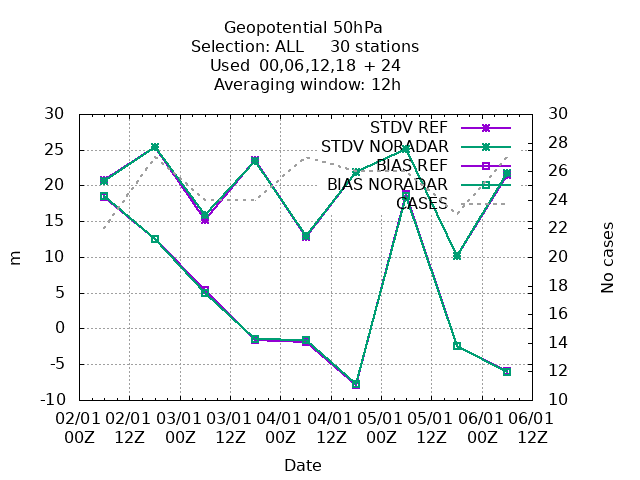 Geopotential 50hPa
Selection: ALL 30 stations
Used 00,06,12,18 + 24
Averaging window: 12h
STDV REF
STDV NORADAR
BIAS REF
BIAS NORADAR
CASES
30
25
20
15
10
5
0
-5
-10
m
30
28
26
24
22
20
18
16
14
12
10
No cases
02/01 02/01 03/01 03/01 04/01 04/01 05/01 05/01 06/01 06/01
00Z 12Z 00Z 12Z 00Z 12Z 00Z 12Z 00Z 12Z
Date